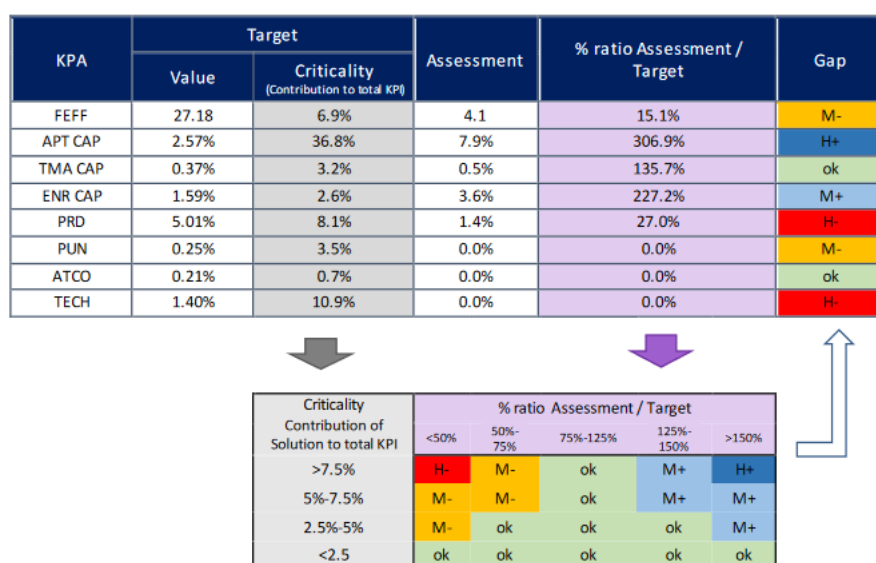 KPA Target Assessment % ratio Assessment / Target Gap
Value Criticality (Contribution to total KPI)
FEFF 27.18 6.9% 4.1 15.1% M-
APT CAP 2.57% 36.8% 7.9% 306.9% H+
TMA CAP 0.37% 3.2% 0.5% 135.7% ok
ENR CAP 1.59% 2.6% 3.6% 227.2% M+
PRD 5.01% 8.1% 1.4% 27.0% H-
PUN 0.25% 3.5% 0.0% 0.0% M-
ATCO 0.21% 0.7% 0.0% 0.0% ok
TECH 1.40% 10.9% 0.0% 0.0% H-
Criticality Contribution of Solution to total KPI % ratio Assessment / Target
<50% 50%-75% 75%-125% 125%-150% >150%
>7.5% H- M- ok M+ H+
5%-7.5% M- M- ok M+ M+
2.5%-5% M- ok ok ok M+
<2.5 ok ok ok ok ok